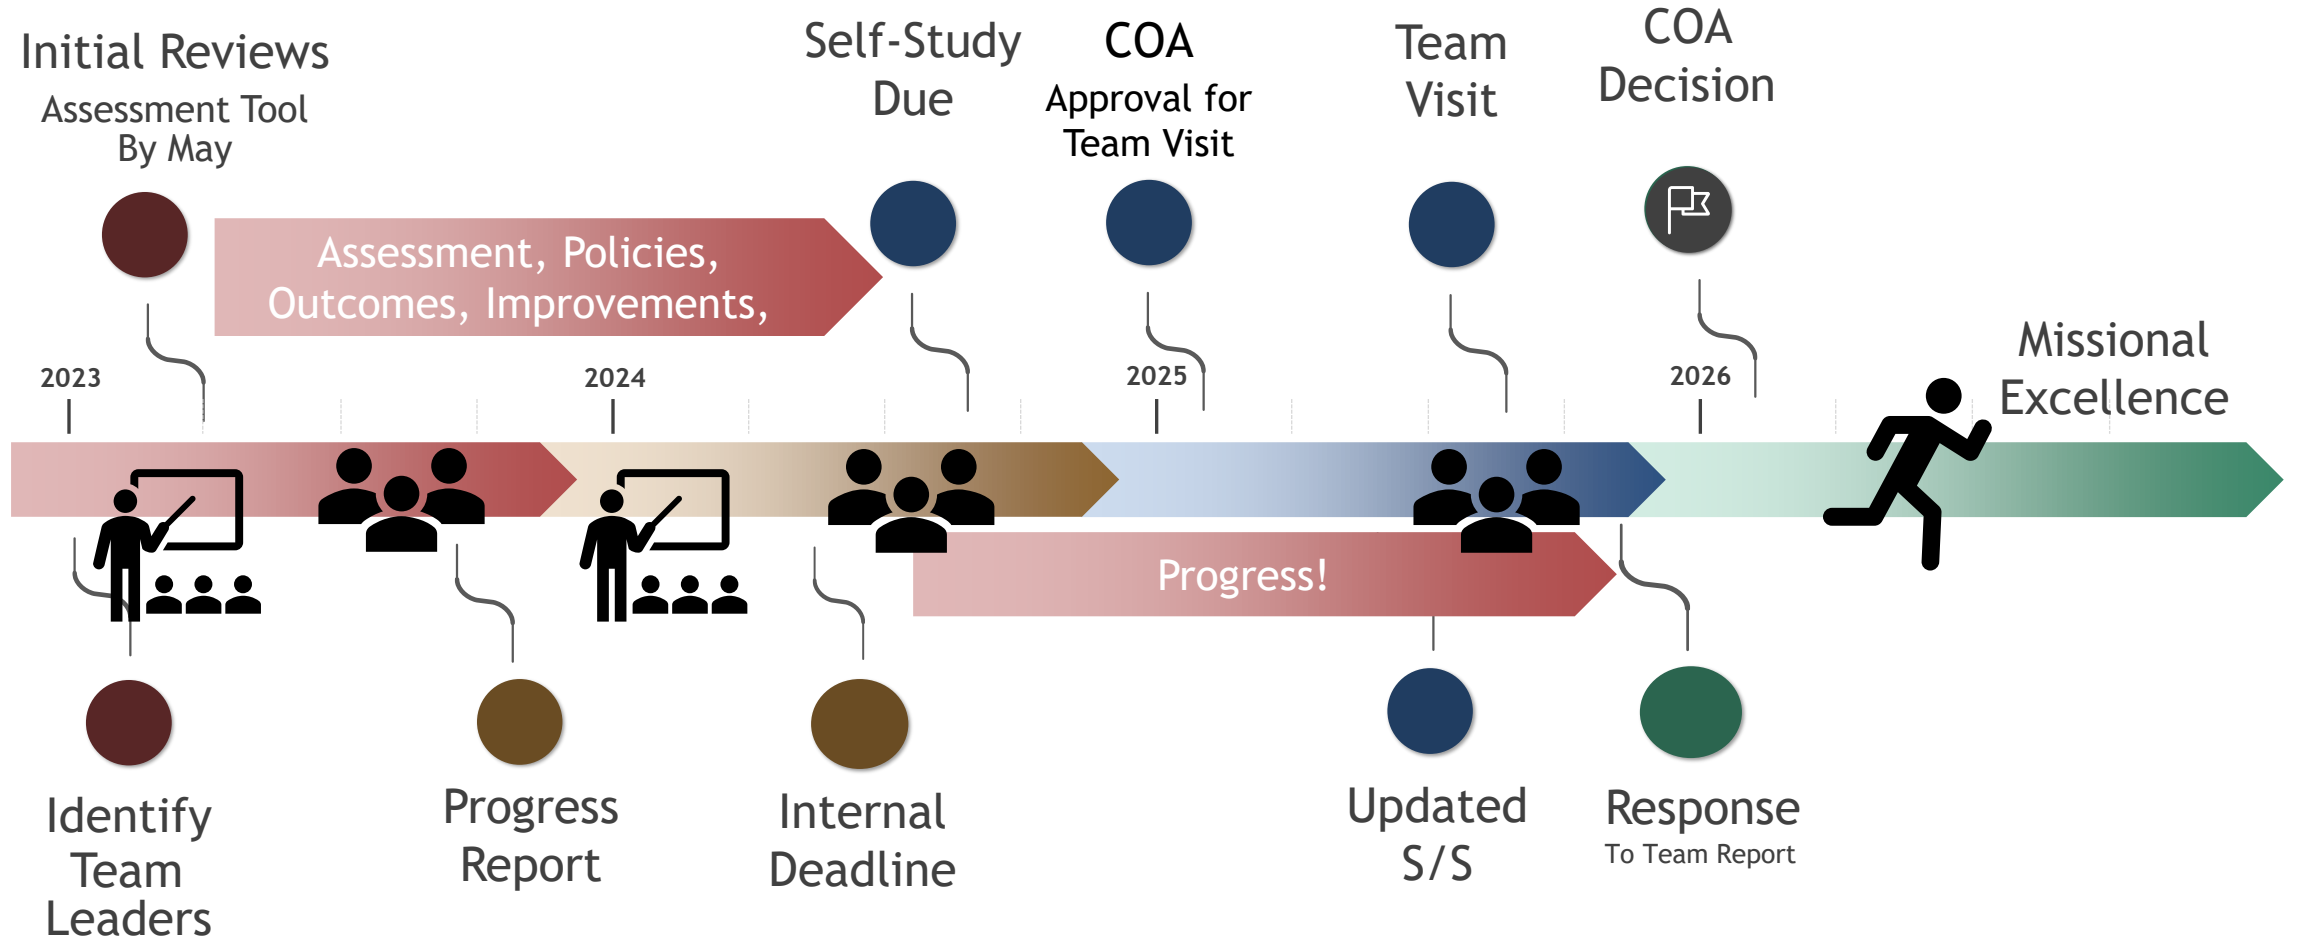 Initial Reviews
Assessment Tool
By May
Self-Study
Due
COA
Approval for
Team Visit
Team
Visit
COA
Decision
Assessment, Policies,
Outcomes, Improvements,
Missional
Excellence
2023
2024
2025
2026
Progress!
Identify
Team
Leaders
Progress
Report
Internal
Deadline
Updated
S/S
Response
To Team Report